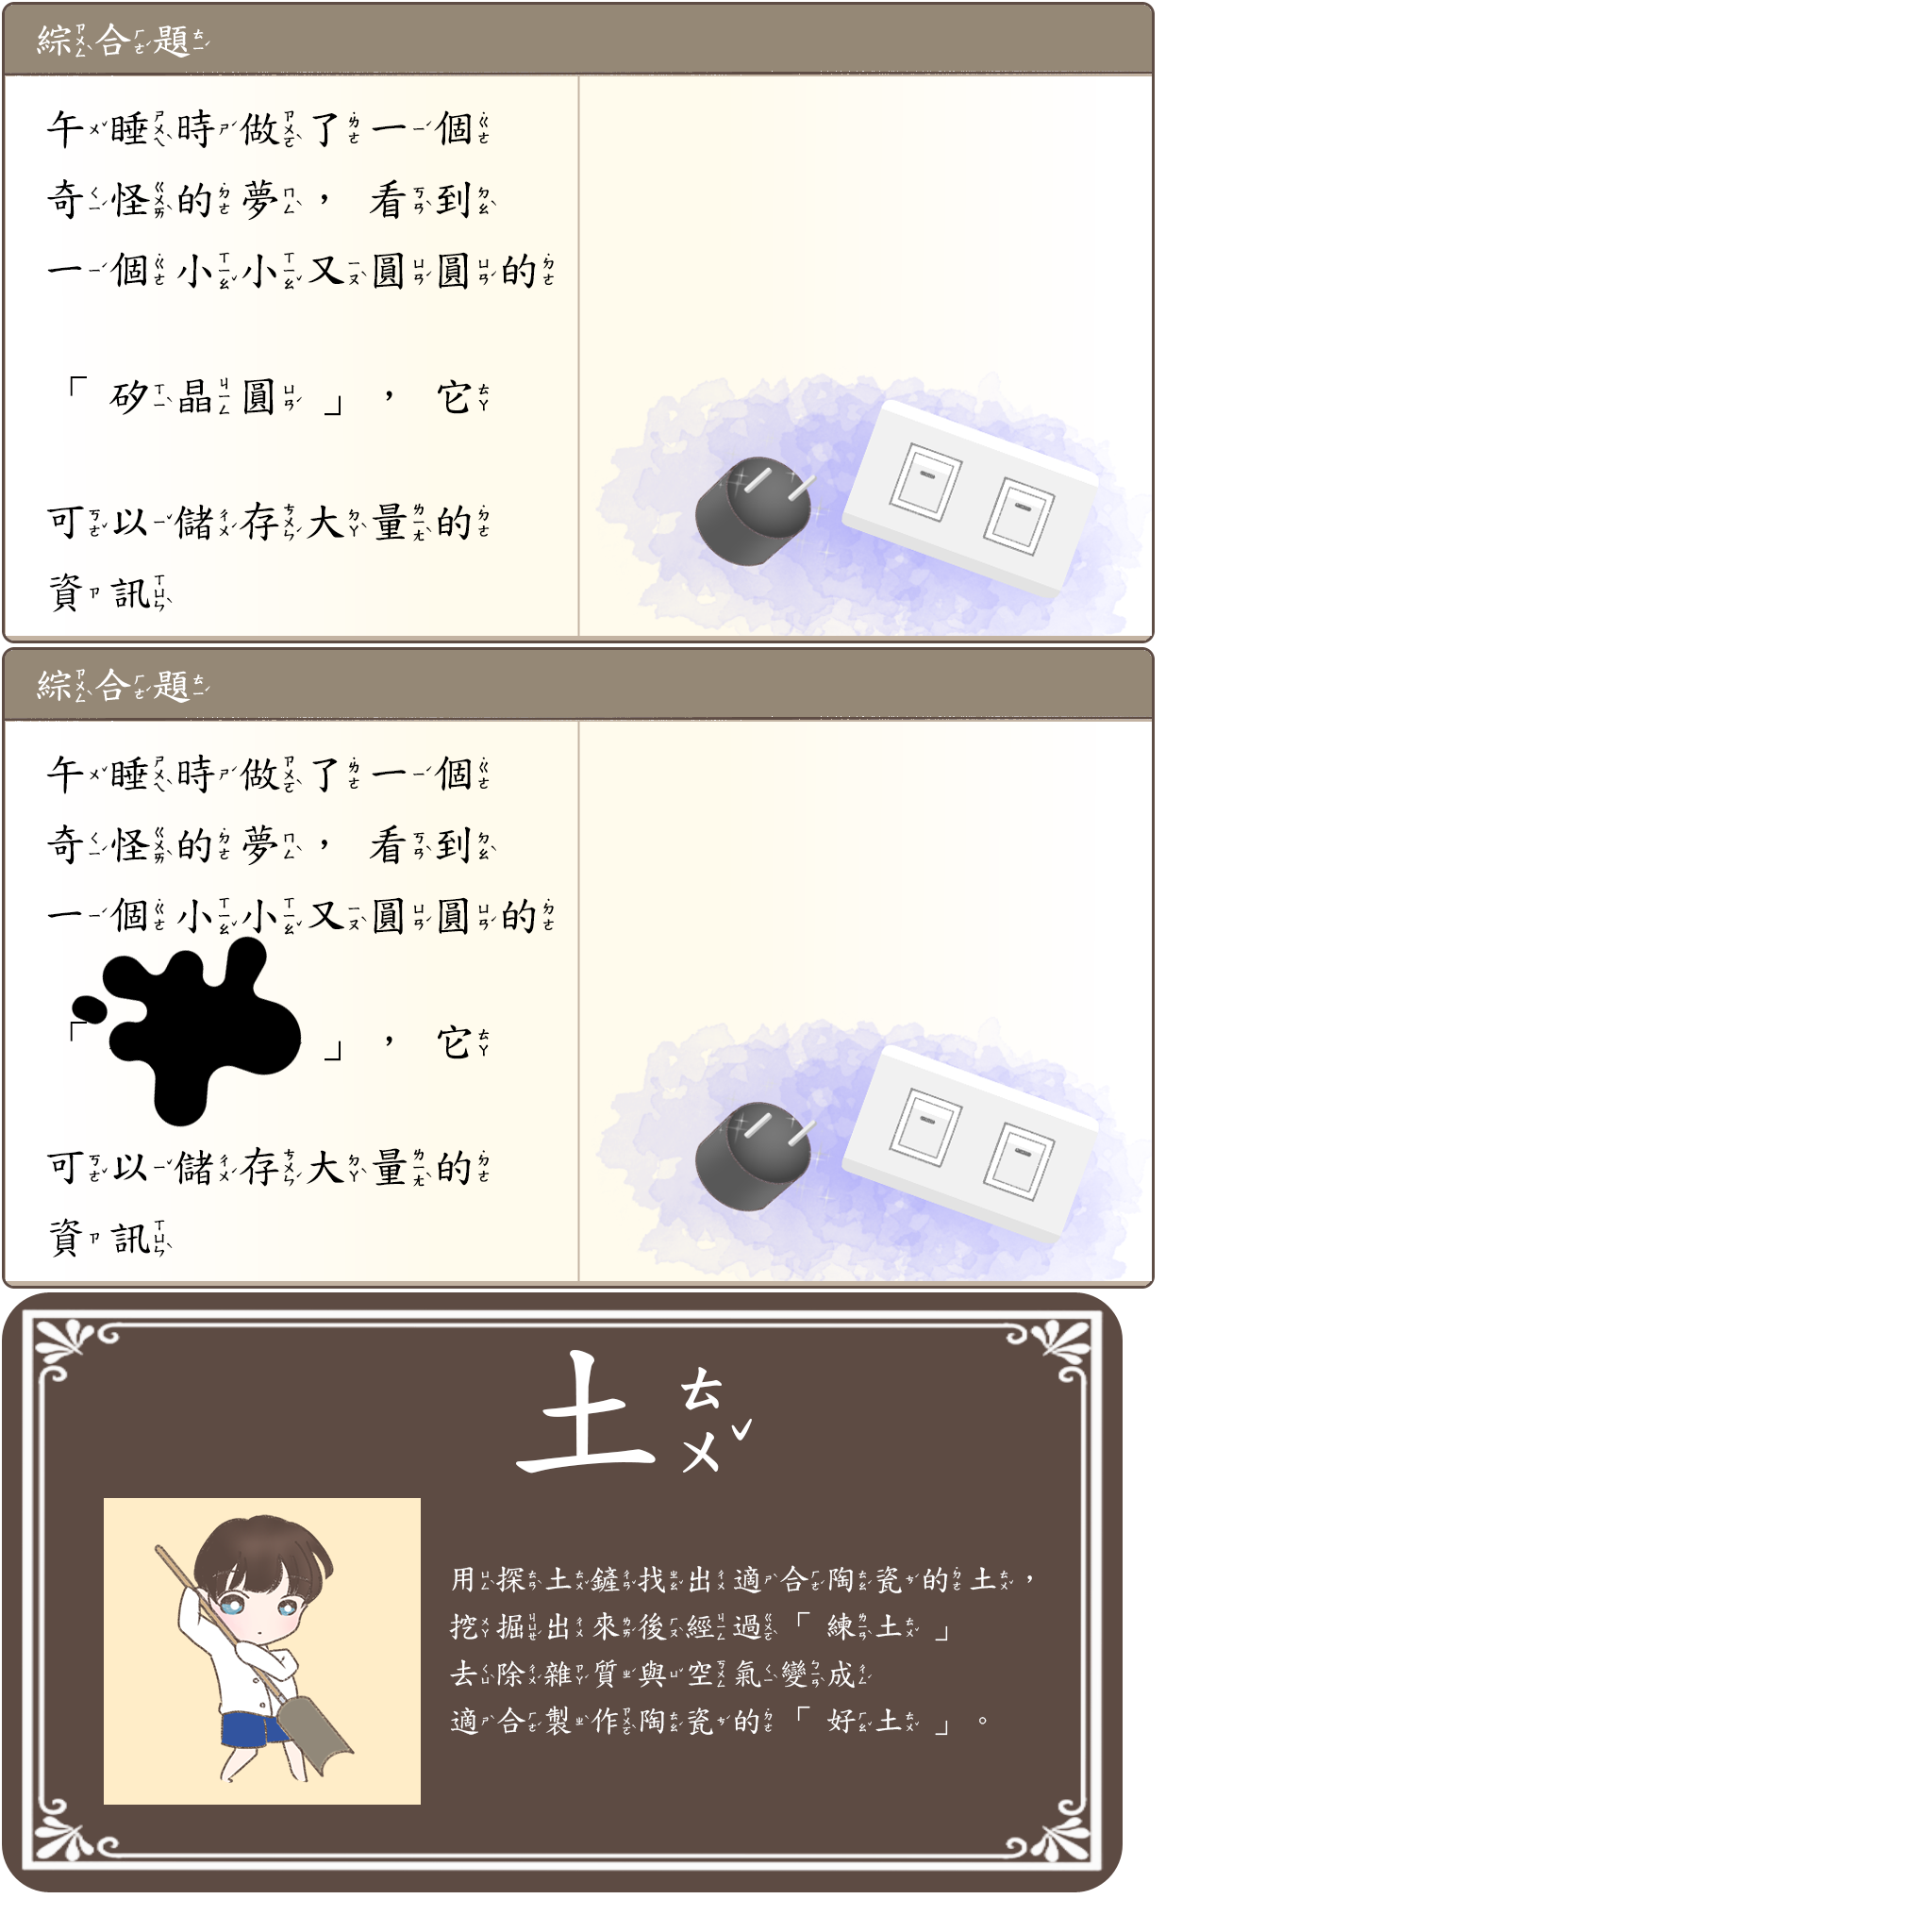 綜合題
午睡時做了一個
奇怪的夢，看到
一個小小又圓圓的
「矽晶圓」，它
可以儲存大量的
資訊
綜合題
午睡時做了一個
奇怪的夢，看到
一個小小又圓圓的
「 」，它
可以儲存大量的
資訊
土ㄊㄨˇ
用探土鏟找出適合陶瓷的土，
挖掘出來後經過「練土」
去除雜質與空氣變成
適合製作陶瓷的「好土」。